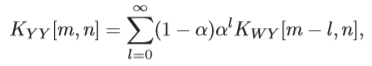 K_{YY}[m, n] = \sum_{l=0}^{\infty} (1 - \alpha)\alpha^l K_{WY}[m - l, n],